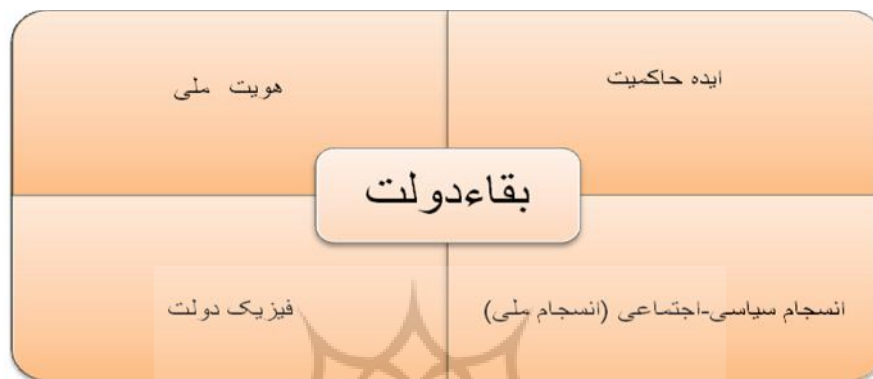 ایده حاکمیت
هویت ملی
بقاءدولت
انسجام سیاسی-اجتماعی (انسجام ملی)
فیزیک دولت